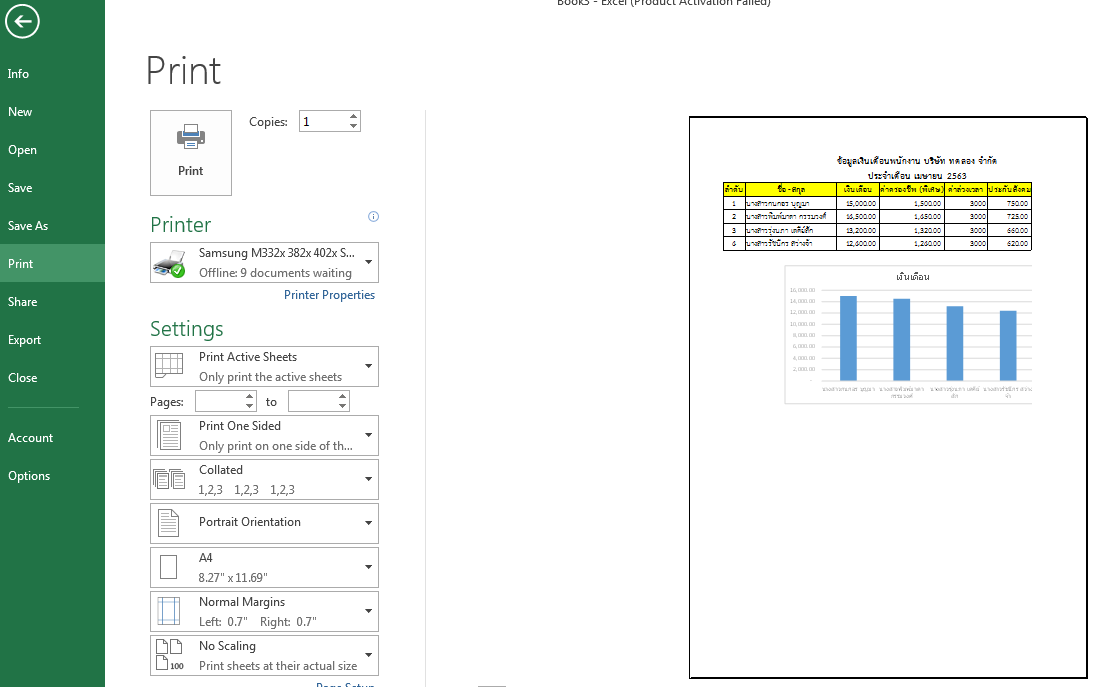 Book3 - Excel (Product Activation Failed)
Info
New
Open
Save
Save As
Print
Share
Export
Close
Account
Options
Print
Print
Copies: 1
Printer
Samsung M332x 382x 402x S...
Offline: 9 documents waiting
Printer Properties
Settings
Print Active Sheets
Only print the active sheets
Pages: to
Print One Sided
Only print on one side of th...
Collated
1,2,3 1,2,3 1,2,3
Portrait Orientation
A4
8.27" x 11.69"
Normal Margins
Left: 0.7" Right: 0.7"
No Scaling
100
Print sheets at their actual size
Page Setup
ข้อมูลเงินเดือนพนักงาน บริษัท ทดลอง จำกัด
ประจำเดือน เมษายน 2563
ลำดับ ชื่อ - สกุล เงินเดือน ค่าครองชีพ (พิเศษ) ค่าล่วงเวลา ประกันสังคม
1 นางสาวกนกอร บุญมา 15,000.00 1,500.00 3000 750.00
2 นางสาวพิมพ์มาดา กรรมวงศ์ 14,500.00 1,450.00 3000 725.00
3 นางสาวรุ่งนภา 13,200.00 1,320.00 3000 660.00
4 นางสาวรัชนีกร สว่างจ้า 12,400.00 1,240.00 3000 620.00
เงินเดือน
16,000.00
14,000.00
12,000.00
10,000.00
8,000.00
6,000.00
4,000.00
2,000.00
-
นางสาวกนกอร บุญมา นางสาวพิมพ์มาดา กรรมวงศ์ นางสาวรุ่งนภา นางสาวรัชนีกร สว่างจ้า